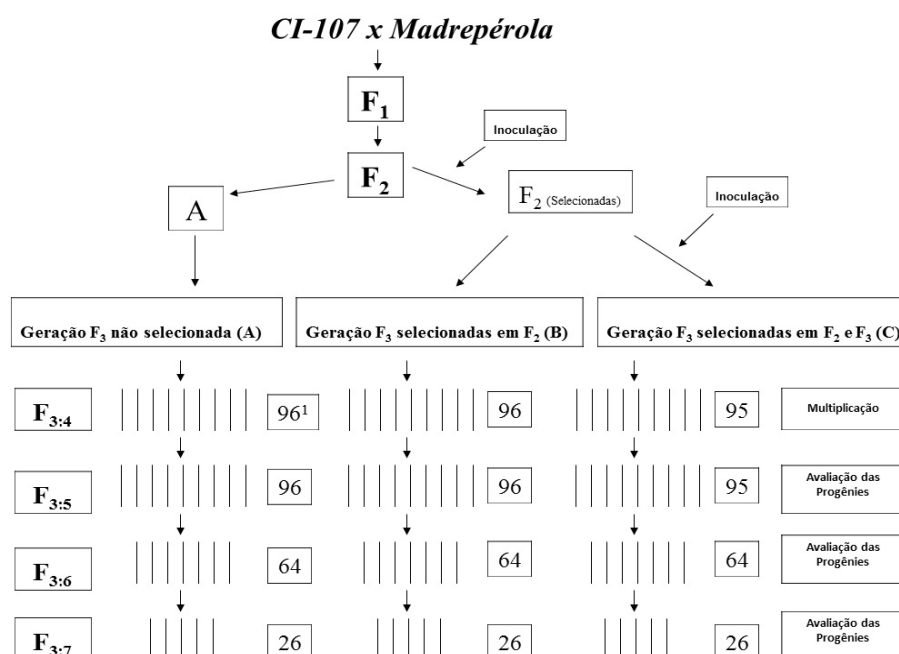 CI-107 x Madrepérola
F1
Inoculação
F2
A
F2 (Selecionadas)
Inoculação
Geração F3 não selecionada (A)
Geração F3 selecionadas em F2 (B)
Geração F3 selecionadas em F2 e F3 (C)
F3:4
96¹
96
95
Multiplicação
F3:5
96
96
95
Avaliação das
Progênies
F3:6
64
64
64
Avaliação das
Progênies
F3:7
26
26
26
Avaliação das
Progênies